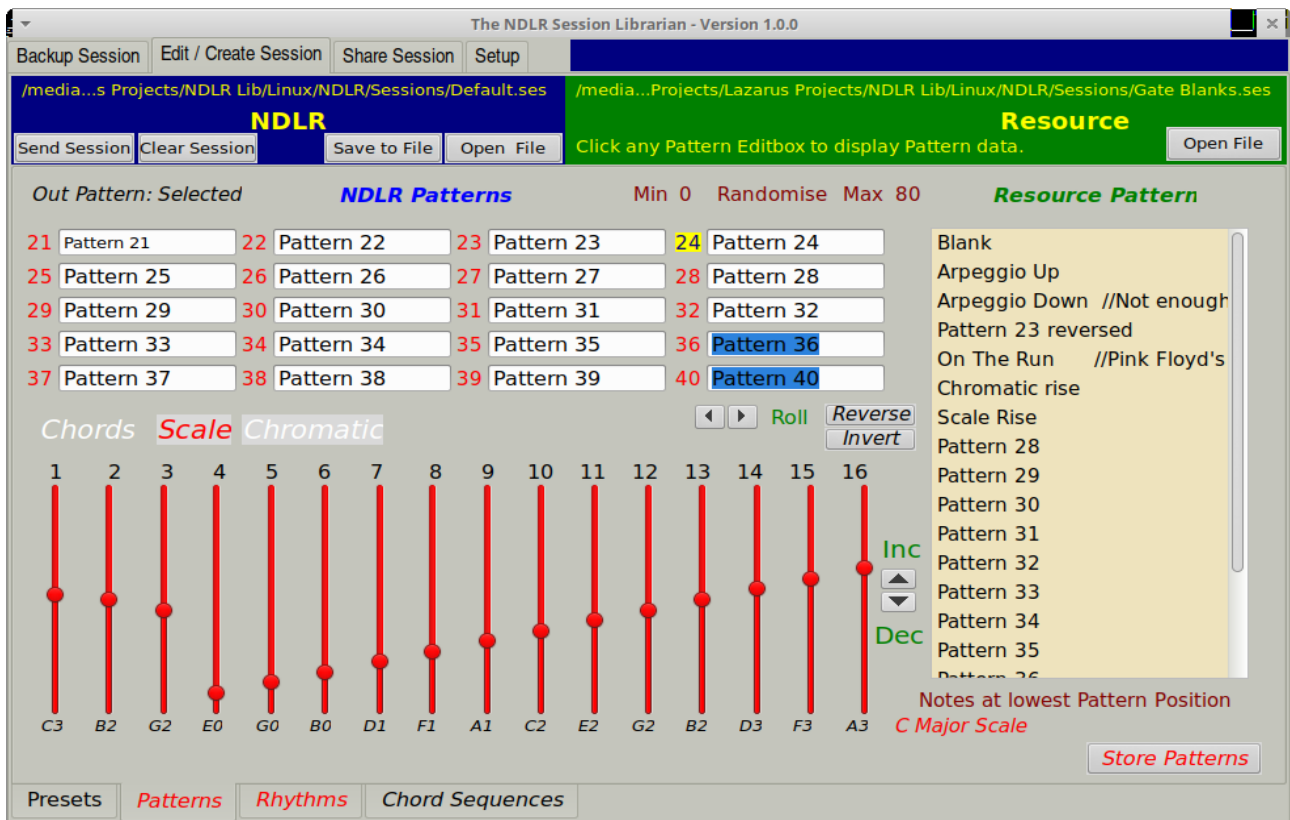 The NDLR Session Librarian - Version 1.0.0
Backup Session Edit / Create Session Share Session Setup
/media...s Projects/NDLR Lib/Linux/NDLR/Sessions/Default.ses /media...Projects/Lazarus Projects/NDLR Lib/Linux/NDLR/Sessions/Gate Blanks.ses
NDLR Resource
Send Session Clear Session Save to File Open File Click any Pattern Editbox to display Pattern data. Open File
Out Pattern: Selected NDLR Patterns Min 0 Randomise Max 80 Resource Pattern
21 Pattern 21 22 Pattern 22 23 Pattern 23 24 Pattern 24
25 Pattern 25 26 Pattern 26 27 Pattern 27 28 Pattern 28
29 Pattern 29 30 Pattern 30 31 Pattern 31 32 Pattern 32
33 Pattern 33 34 Pattern 34 35 Pattern 35 36 Pattern 36
37 Pattern 37 38 Pattern 38 39 Pattern 39 40 Pattern 40
Blank
Arpeggio Up
Arpeggio Down //Not enough
Pattern 23 reversed
On The Run //Pink Floyd's
Chromatic rise
Scale Rise
Pattern 28
Pattern 29
Pattern 30
Pattern 31
Pattern 32
Pattern 33
Pattern 34
Pattern 35
Pattern 36
Roll Reverse
Invert
Chords Scale Chromatic
1 2 3 4 5 6 7 8 9 10 11 12 13 14 15 16
Inc
Dec
C3 B2 G2 E0 G0 B0 D1 F1 A1 C2 E2 G2 B2 D3 F3 A3
Notes at lowest Pattern Position
C Major Scale
Store Patterns
Presets Patterns Rhythms Chord Sequences